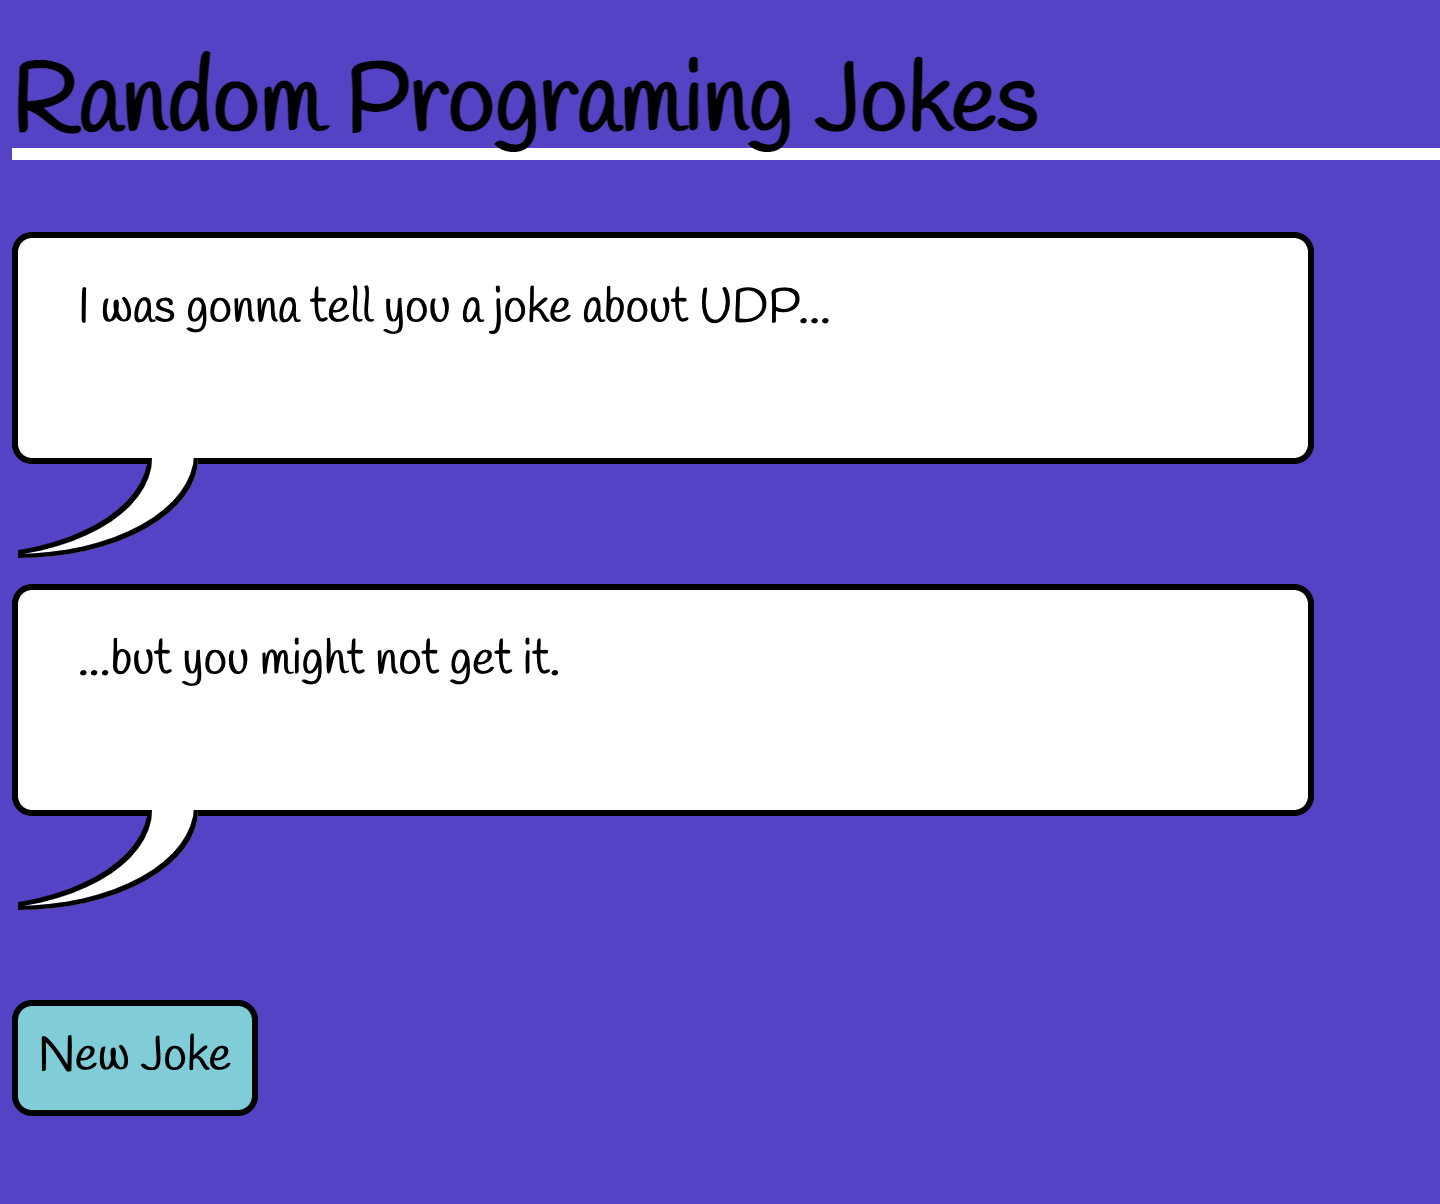 Random Programing Jokes
I was gonna tell you a joke about UDP...
...but you might not get it.
New Joke